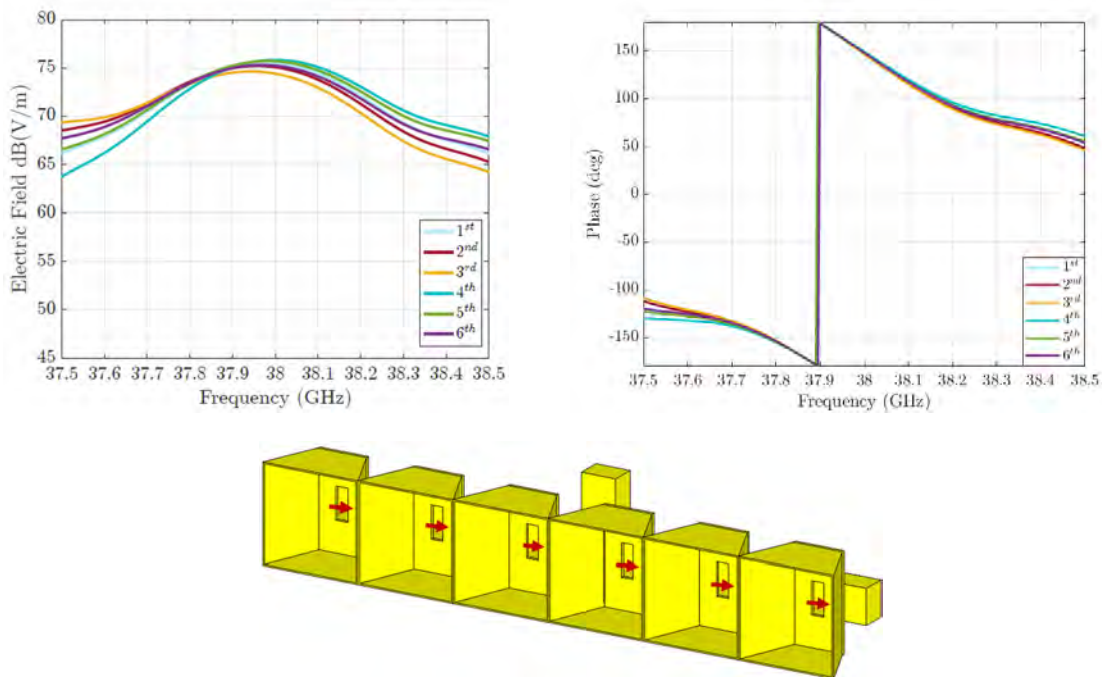 80
75
70
65
60
55
50
45
37.5 37.6 37.7 37.8 37.9 38 38.1 38.2 38.3 38.4 38.5
Electric Field dB(V/m)
Frequency (GHz)
1st
2nd
3rd
4th
5th
6th
150
100
50
0
-50
-100
-150
37.5 37.6 37.7 37.8 37.9 38 38.1 38.2 38.3 38.4 38.5
Phase (deg)
Frequency (GHz)
1st
2nd
3rd
4th
5th
6th